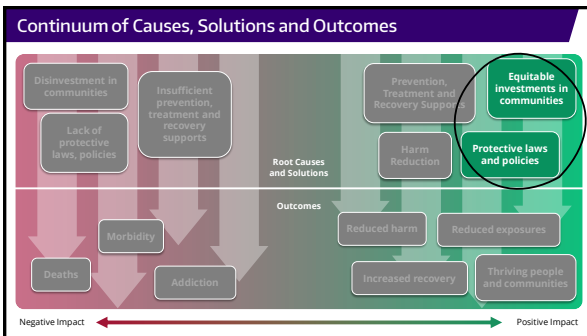 Continuum of Causes, Solutions and Outcomes
Disinvestment in
communities
Insufficient
prevention,
treatment and
recovery
supports
Lack of
protective
laws, policies
Prevention,
Treatment and
Recovery Supports
Equitable
investments in
communities
Harm
Reduction
Protective laws
and policies
Root Causes
and Solutions
Outcomes
Morbidity
Deaths
Addiction
Reduced harm
Reduced exposures
Increased recovery
Thriving people
and communities
Negative Impact
Positive Impact